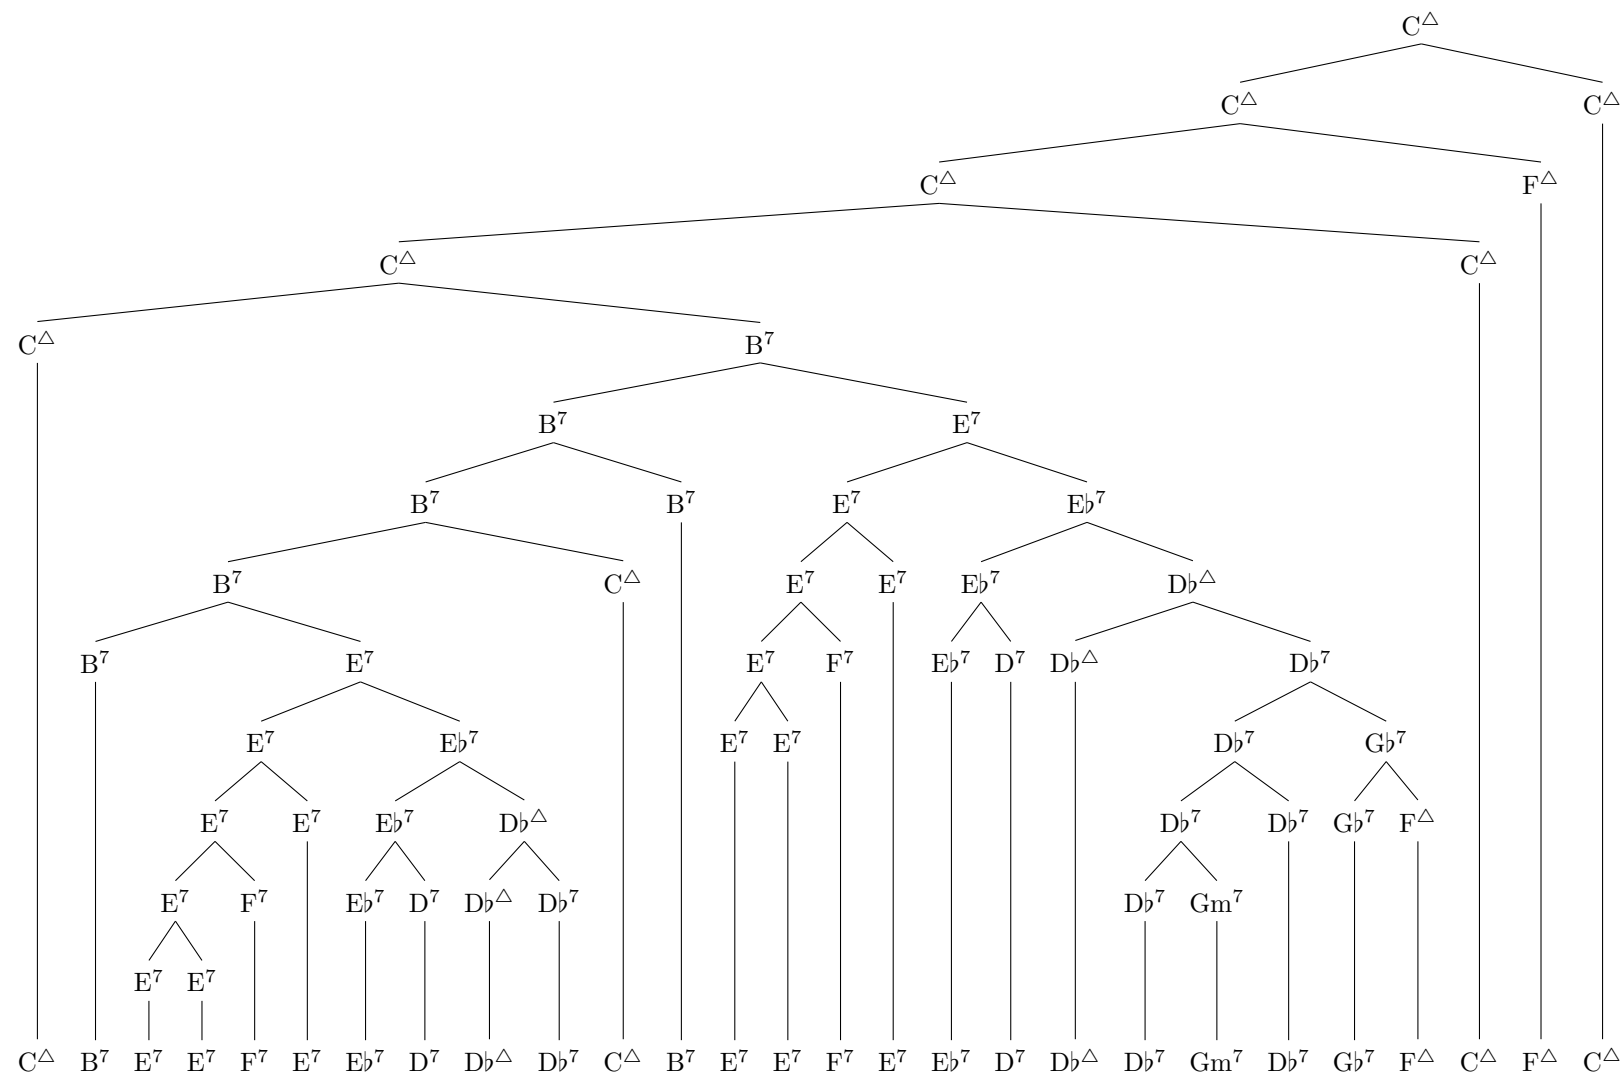 C△
C△ C△
C△ F△
C△ C△
C△ B7
B7 E7
B7 B7 E7 E♭7
B7 C△ E7 E7 E♭7 D♭△
B7 E7 E7 F7 E♭7 D7 D♭△ D♭7
E7 E♭7 E7 E7 D♭7 G♭7
E7 E7 E♭7 D♭△ D♭7 D♭7 G♭7 F△
E7 F7 E♭7 D7 D♭△ D♭7 D♭7 Gm7
E7 E7
C△ B7 E7 E7 F7 E7 E♭7 D7 D♭△ D♭7 C△ B7 E7 E7 F7 E7 E♭7 D7 D♭△ D♭7 Gm7 D♭7 G♭7 F△ C△ F△ C△